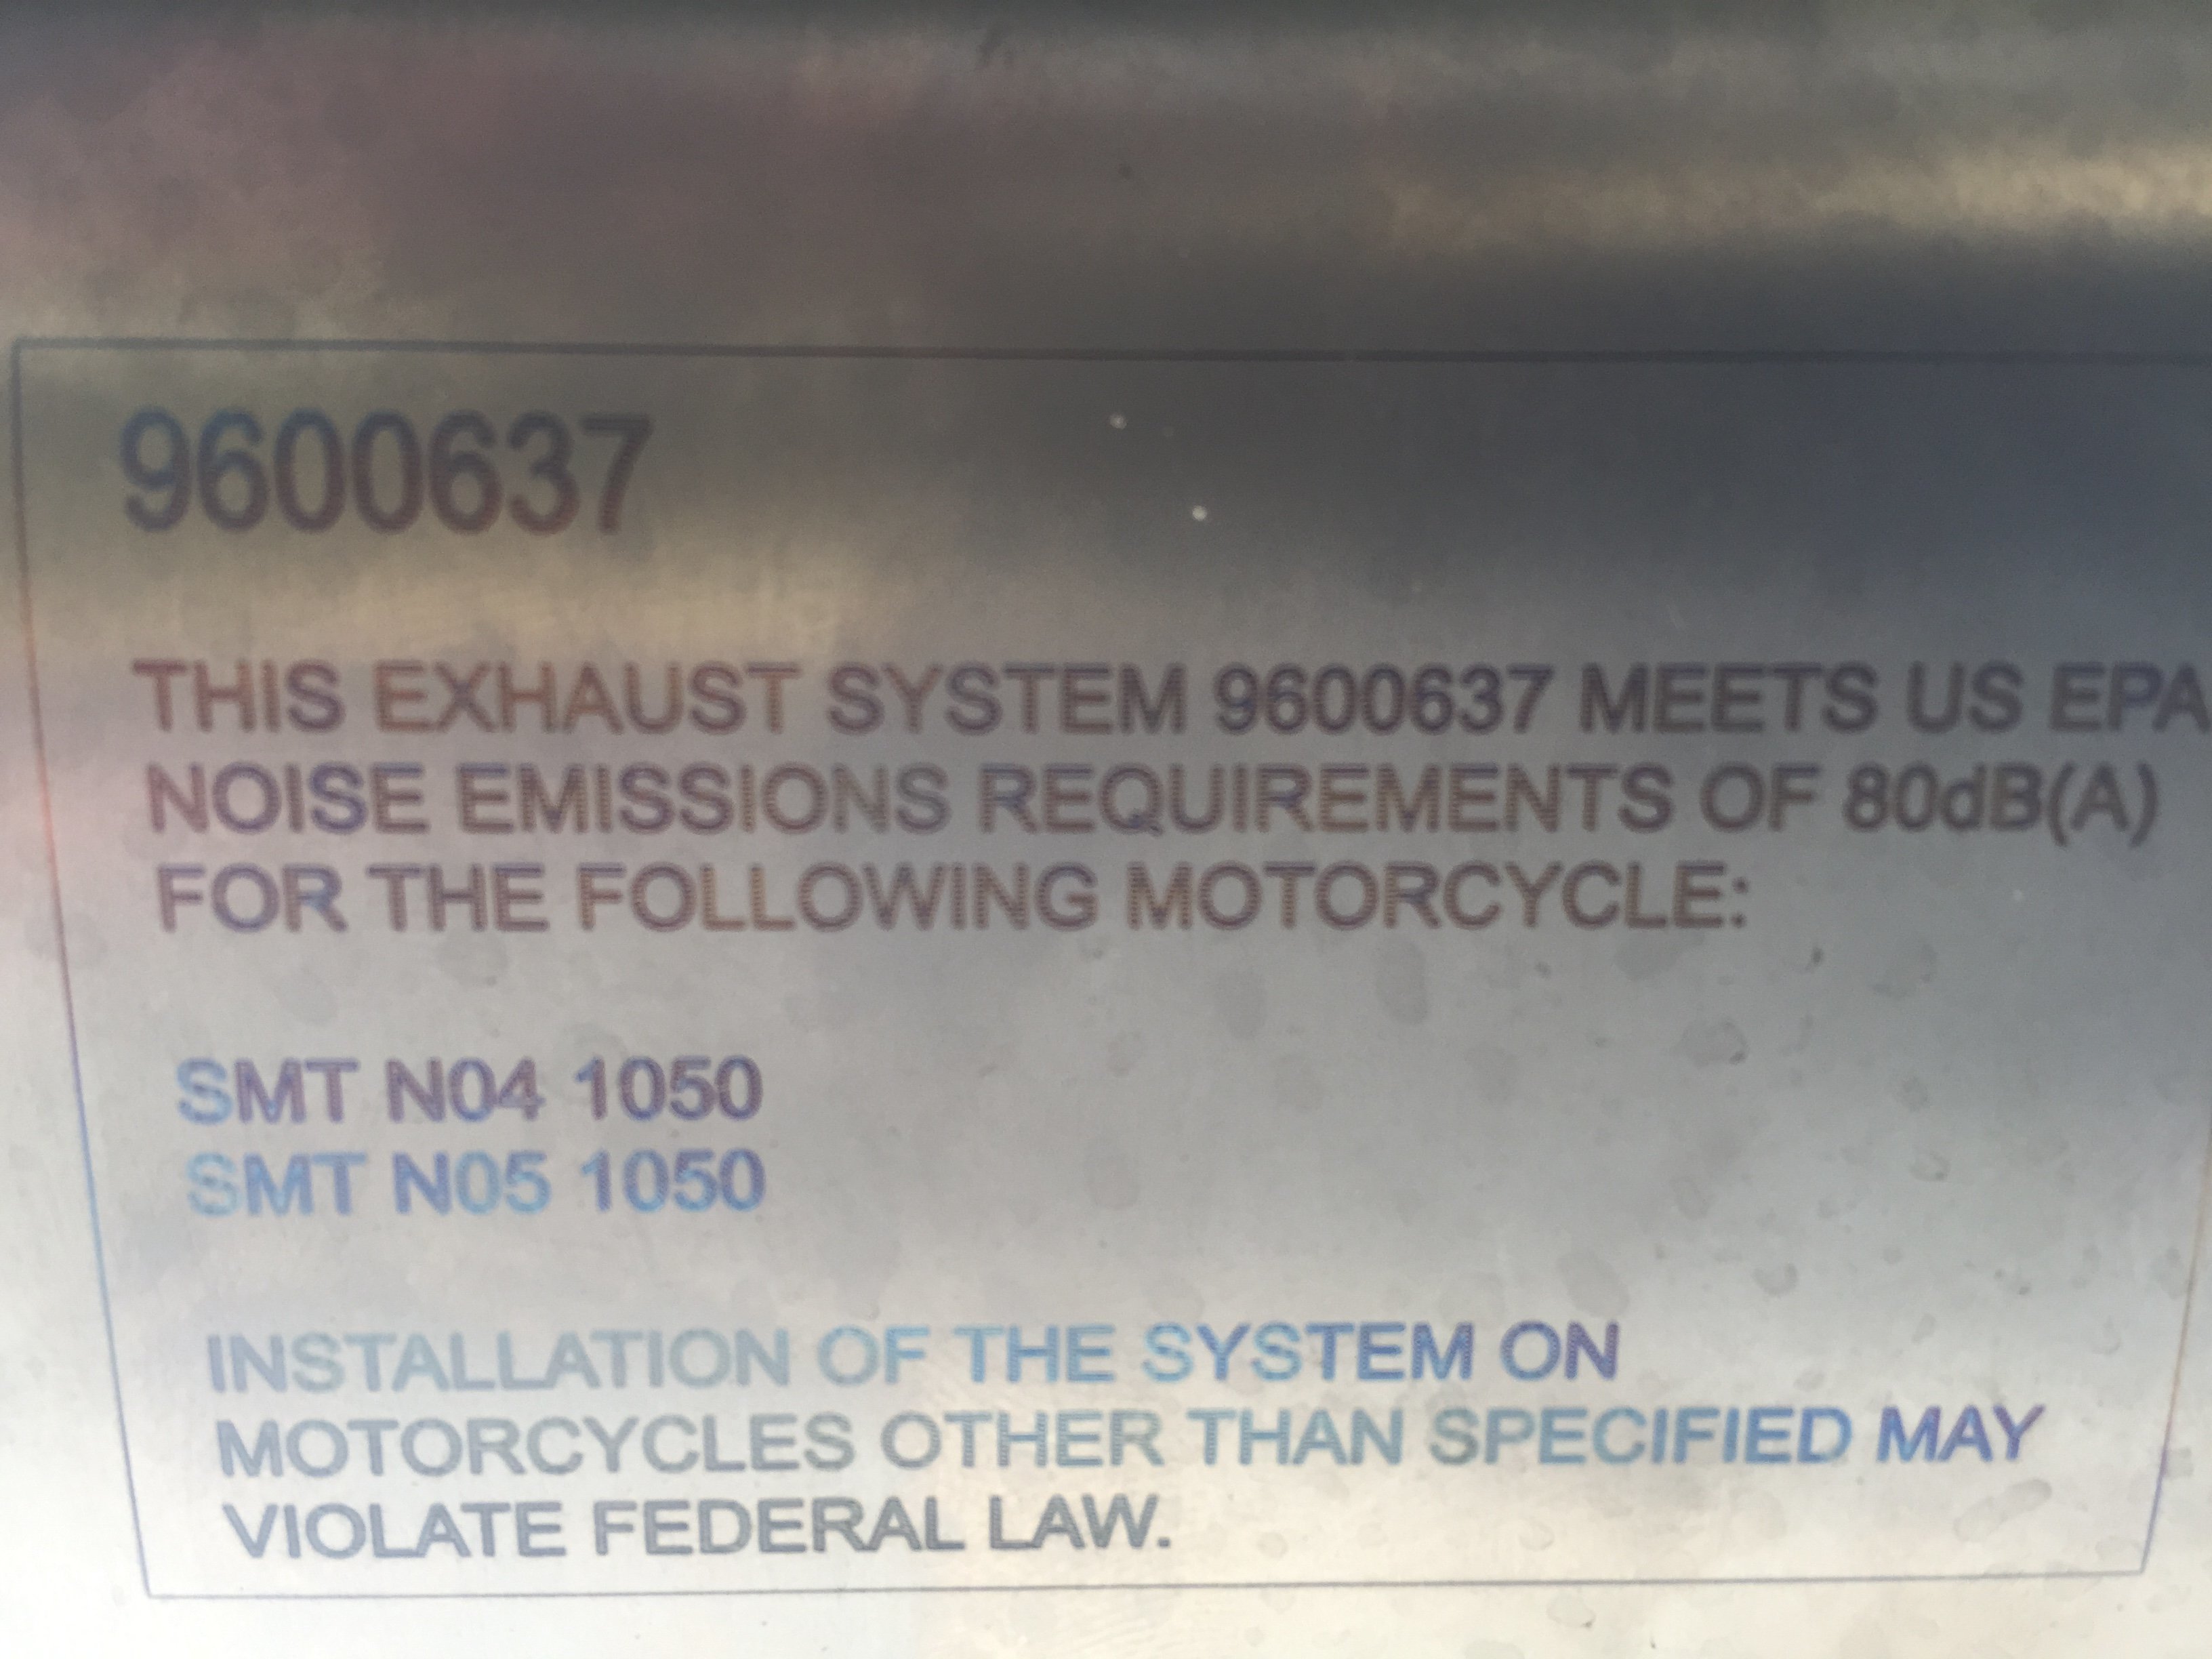 9600637
THIS EXHAUST SYSTEM 9600637 MEETS US EPA
NOISE EMISSIONS REQUIREMENTS OF 80dB(A)
FOR THE FOLLOWING MOTORCYCLE:
SMT N04 1050
SMT N05 1050
INSTALLATION OF THE SYSTEM ON
MOTORCYCLES OTHER THAN SPECIFIED MAY
VIOLATE FEDERAL LAW.